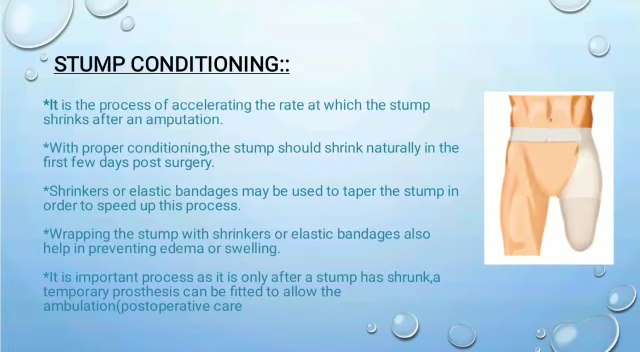 STUMP CONDITIONING::
*It is the process of accelerating the rate at which the stump
shrinks after an amputation.
*With proper conditioning,the stump should shrink naturally in the
first few days post surgery.
*Shrinkers or elastic bandages may be used to taper the stump in
order to speed up this process.
*Wrapping the stump with shrinkers or elastic bandages also
help in preventing edema or swelling.
*It is important process as it is only after a stump has shrunk,a
temporary prosthesis can be fitted to allow the
ambulation(postoperative care